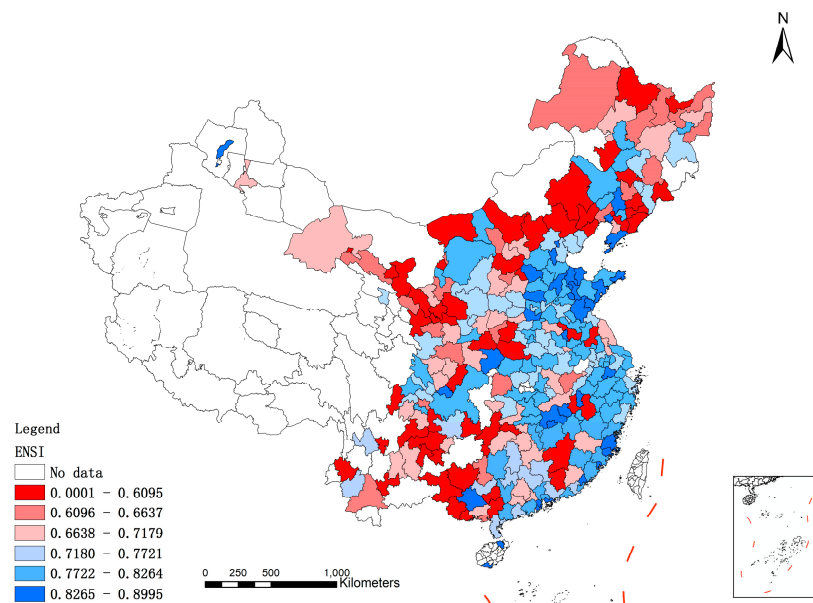 N
Legend
ENSI
No data
0.0001 - 0.6095
0.6096 - 0.6637
0.6638 - 0.7179
0.7180 - 0.7721
0.7722 - 0.8264
0.8265 - 0.8995
0 250 500 1,000
Kilometers